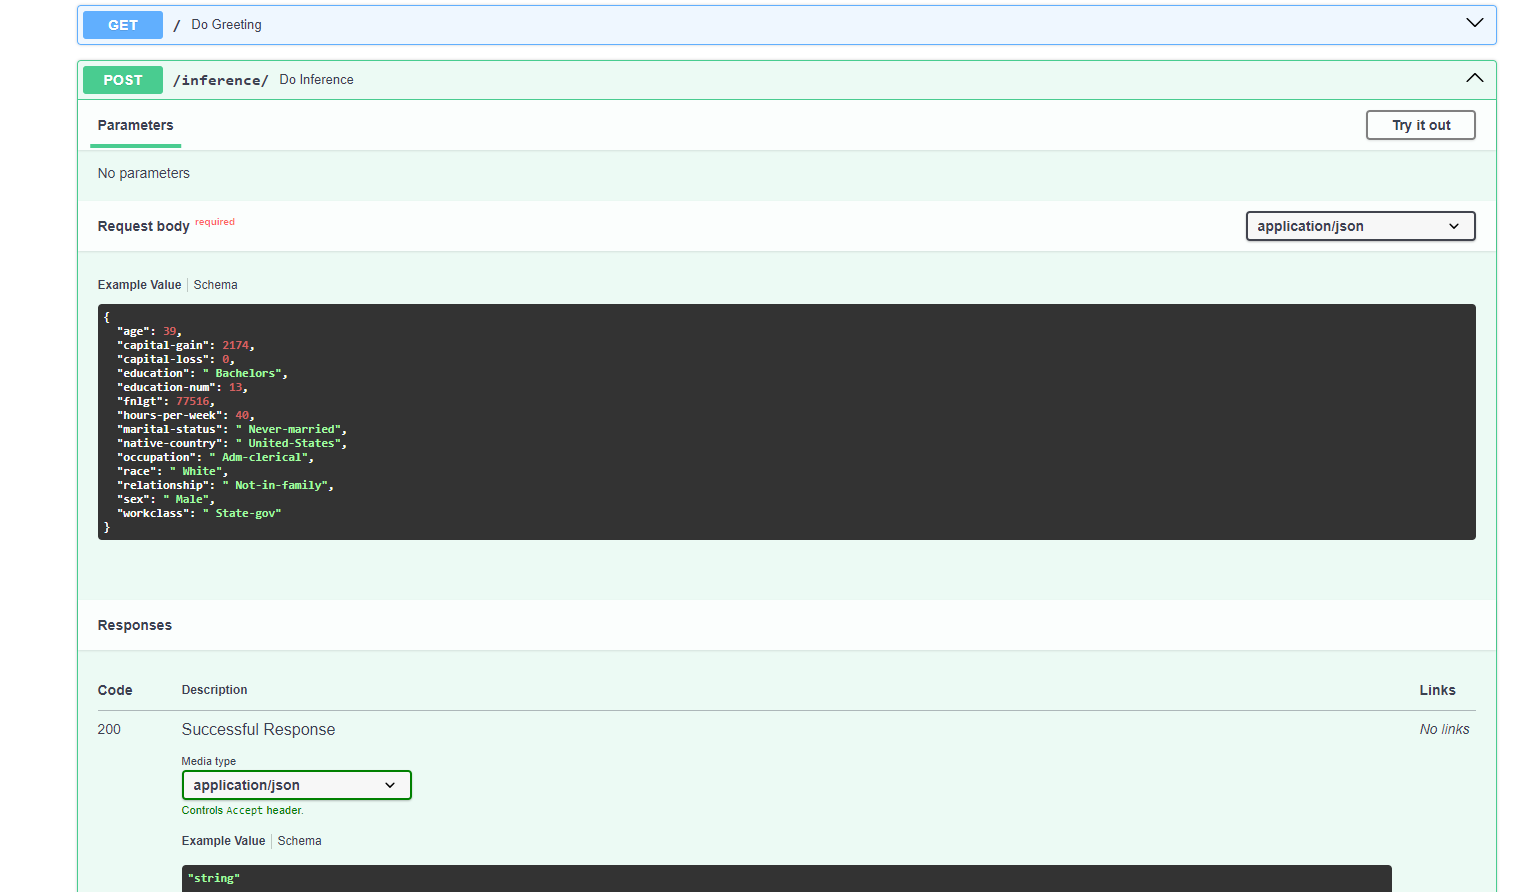 GET / Do Greeting
POST /inference/ Do Inference
Parameters
Try it out
No parameters
Request body required
application/json
Example Value Schema
{
"age": 39,
"capital-gain": 2174,
"capital-loss": 0,
"education": " Bachelors",
"education-num": 13,
"fnlgt": 77516,
"hours-per-week": 40,
"marital-status": " Never-married",
"native-country": " United-States",
"occupation": " Adm-clerical",
"race": " White",
"relationship": " Not-in-family",
"sex": " Male",
"workclass": " State-gov"
}
Responses
Code Description Links
200 Successful Response No links
Media type
application/json
Controls Accept header.
Example Value Schema
"string"